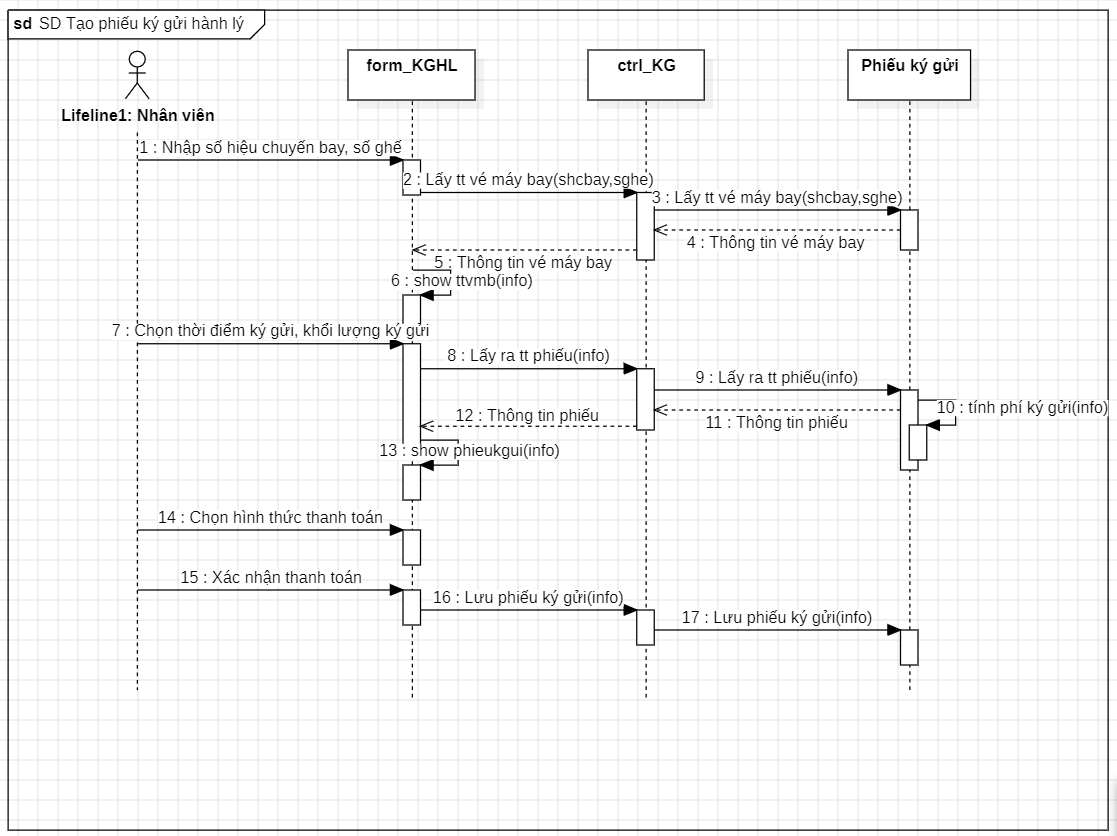 sd SD Tạo phiếu ký gửi hành lý
Lifeline1: Nhân viên
form_KGHL
ctrl_KG
Phiếu ký gửi
1 : Nhập số hiệu chuyến bay, số ghế
2 : Lấy tt vé máy bay(shcbay,sghe)
3 : Lấy tt vé máy bay(shcbay,sghe)
4 : Thông tin vé máy bay
5 : Thông tin vé máy bay
6 : show ttvmb(info)
7 : Chọn thời điểm ký gửi, khối lượng ký gửi
8 : Lấy ra tt phiếu(info)
9 : Lấy ra tt phiếu(info)
10 : tính phí ký gửi(info)
11 : Thông tin phiếu
12 : Thông tin phiếu
13 : show phieukgui(info)
14 : Chọn hình thức thanh toán
15 : Xác nhận thanh toán
16 : Lưu phiếu ký gửi(info)
17 : Lưu phiếu ký gửi(info)